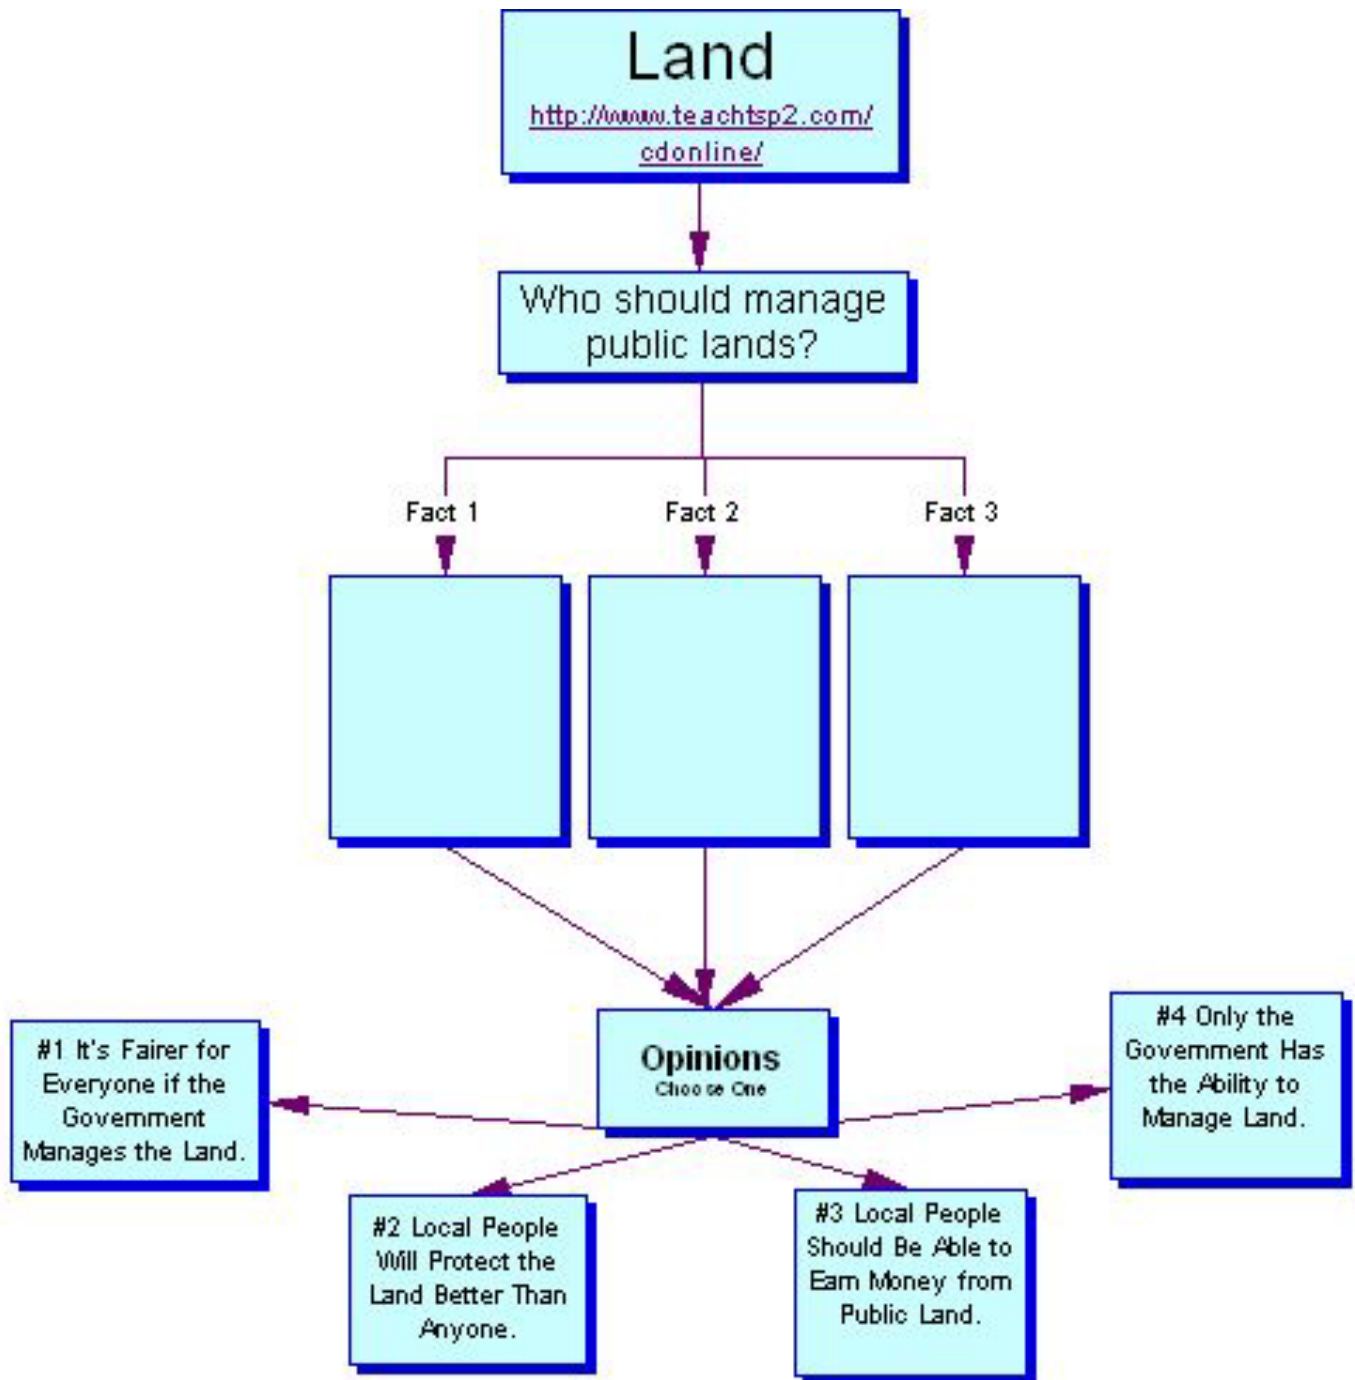 Land
http://www.teachtsp2.com/
cdonline/
Who should manage
public lands?
Fact 1
Fact 2
Fact 3
Opinions
Choose One
#1 It's Fairer for
Everyone if the
Government
Manages the Land.
#2 Local People
Will Protect the
Land Better Than
Anyone.
#3 Local People
Should Be Able to
Earn Money from
Public Land.
#4 Only the
Government Has
the Ability to
Manage Land.